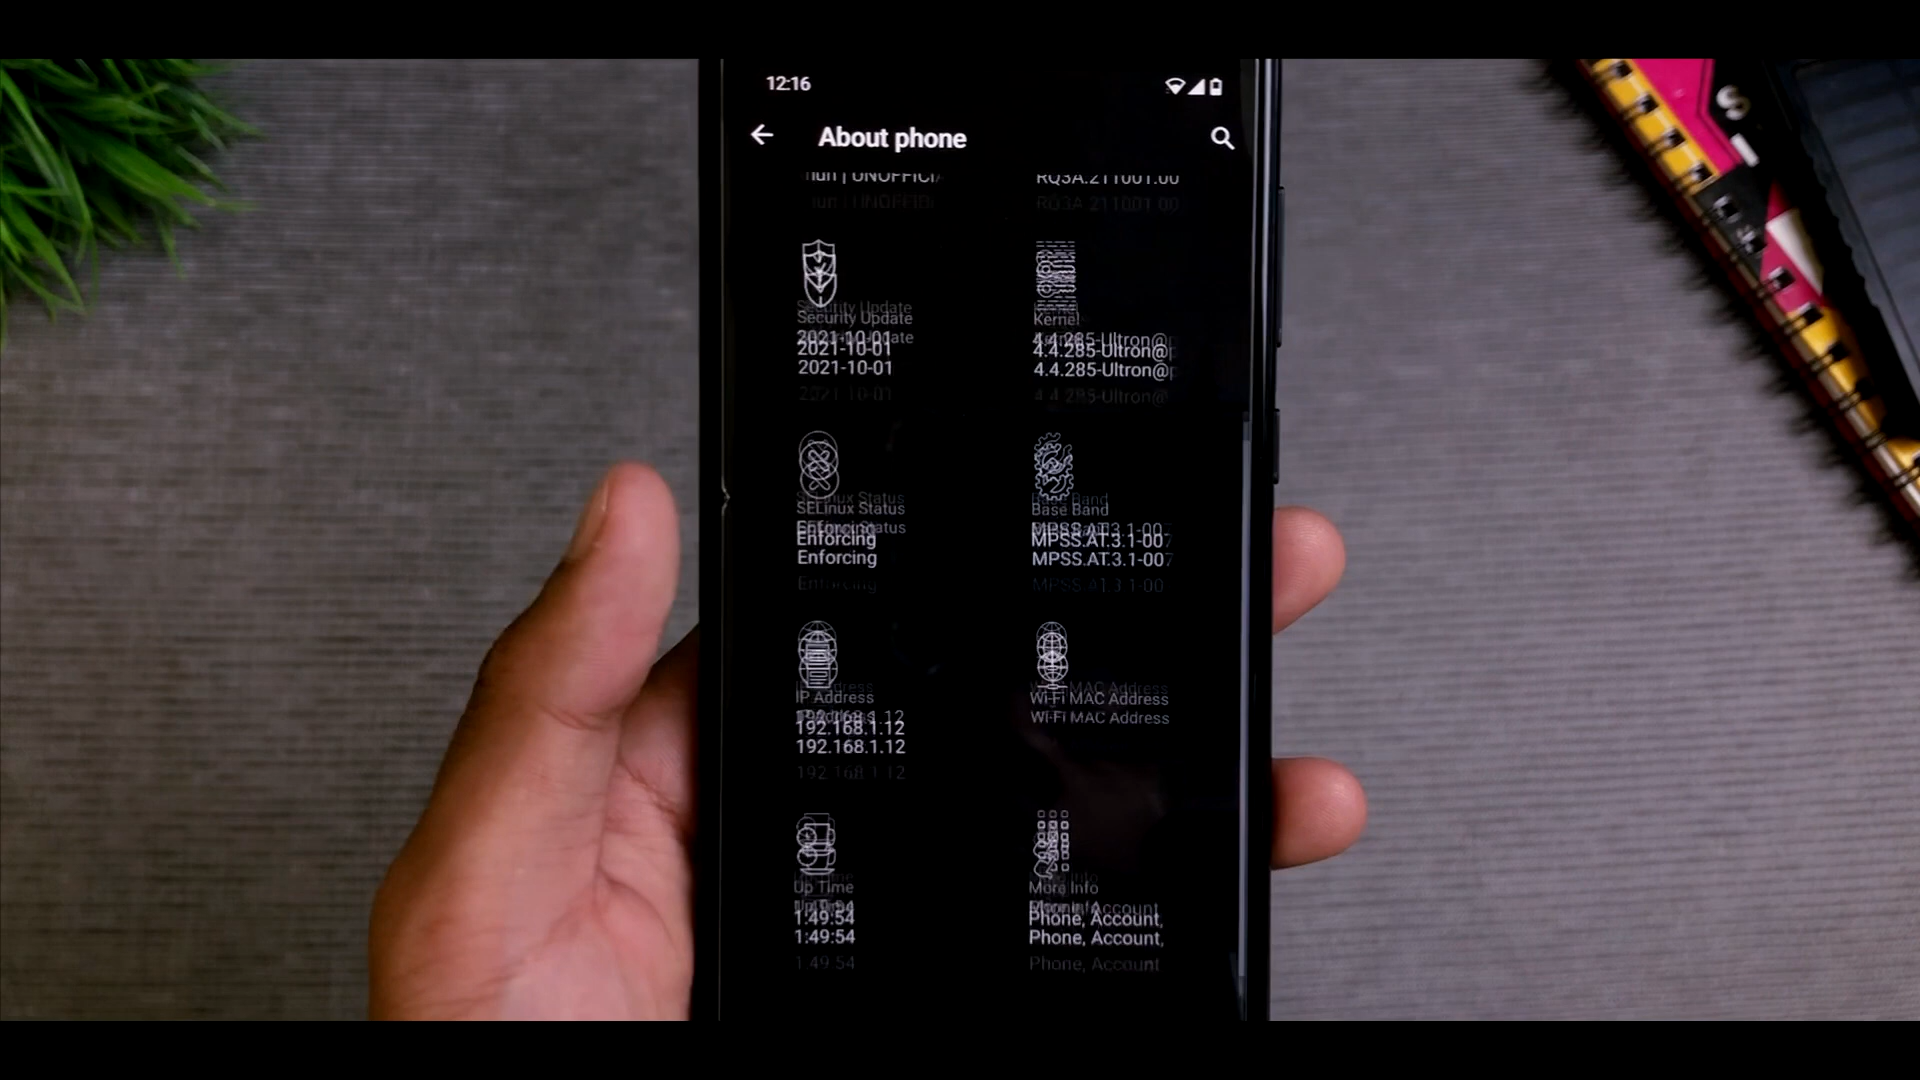 12:16
About phone
RQ3A.211001.00
Security Update
Kernel
2021-10-01
4.4.285-Ultron@
SELinux Status
Base Band
Enforcing
MPSS.AT.3.1-007
IP Address
Wi-Fi MAC Address
192.168.1.12
Up Time
More Info
1:49:54
Phone, Account,